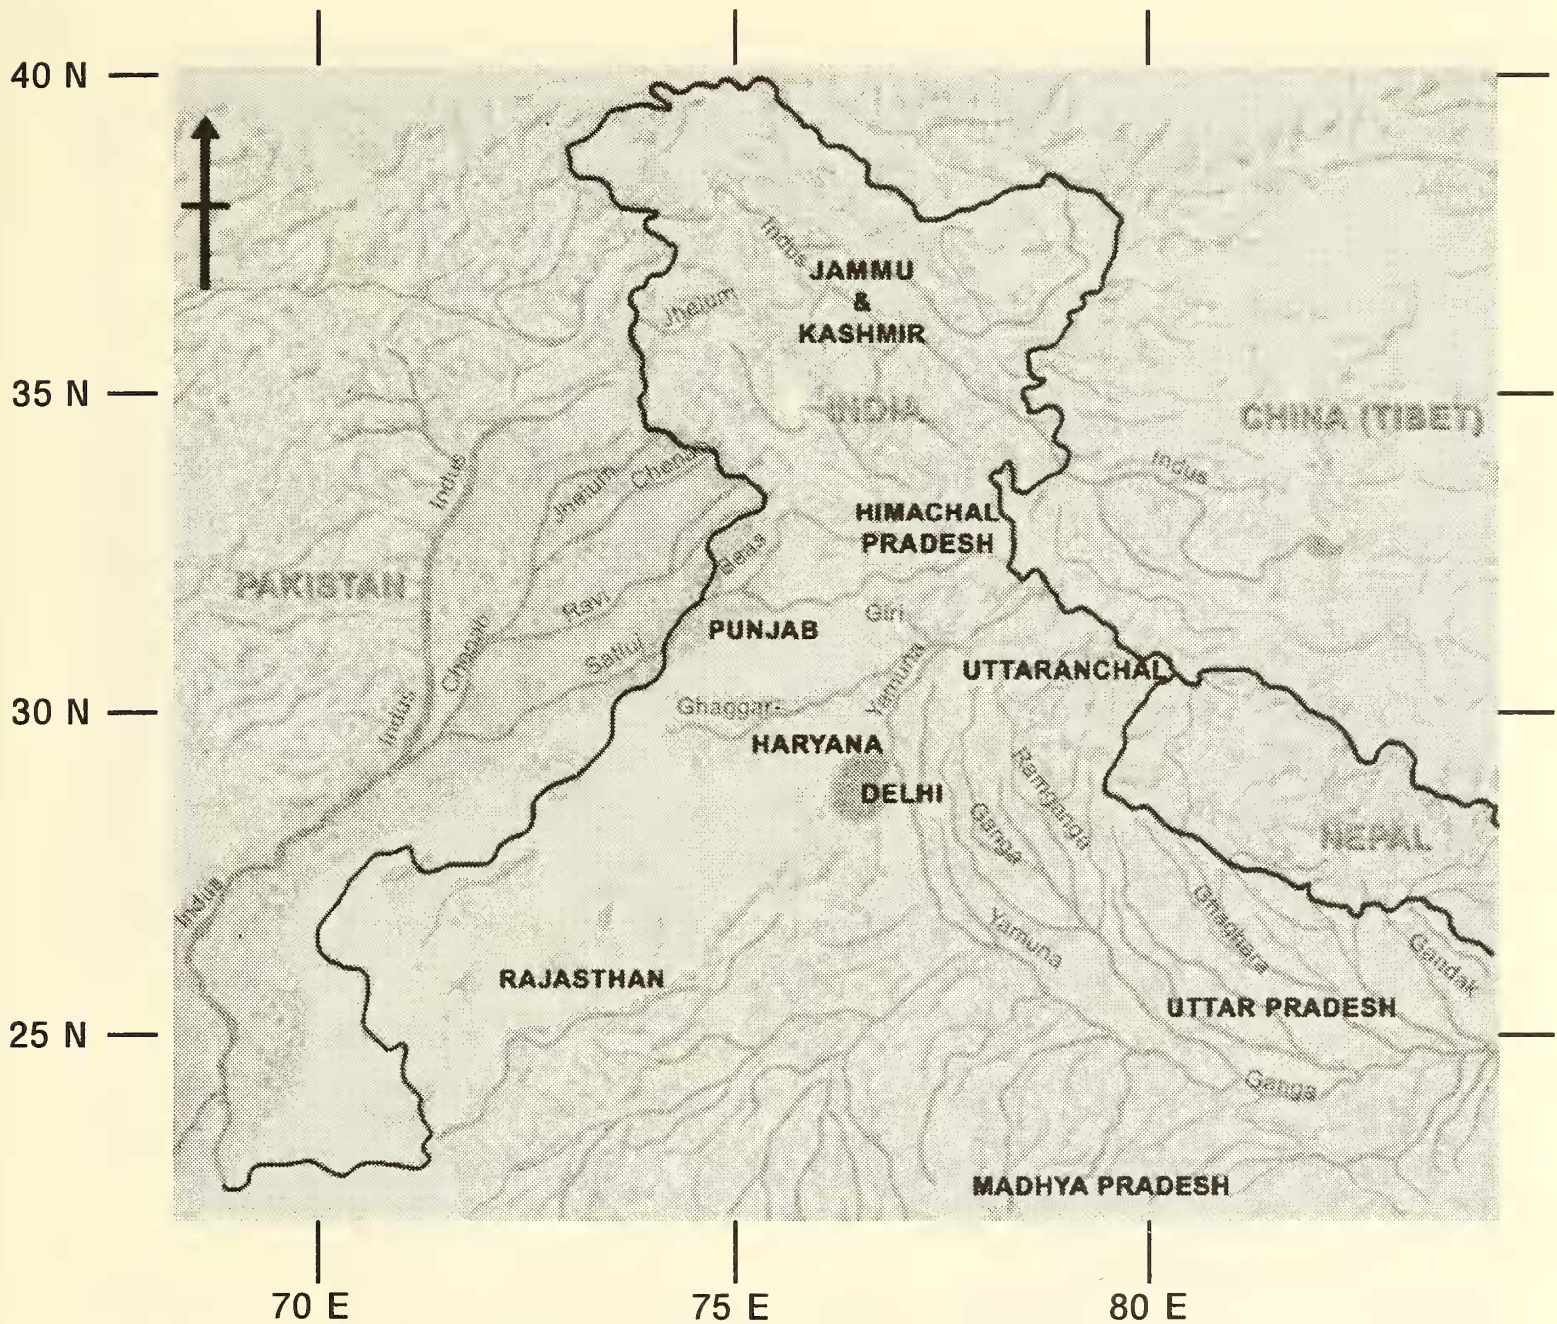 40 N
Indus
JAMMU
&
KASHMIR
Jhelum
35 N
INDIA
CHINA (TIBET)
Indus
Indus
Jhelum
Chenab
HIMACHAL
PRADESH
Beas
PAKISTAN
Ravi
Giri
PUNJAB
Chenab
Satluj
Yamuna
UTTARANCHAL
30 N
Indus
Ghaggar
HARYANA
DELHI
Ramganga
Ganga
NEPAL
Indus
Yamuna
Ghaghara
Gandak
RAJASTHAN
UTTAR PRADESH
25 N
Ganga
MADHYA PRADESH
70 E 75 E 80 E